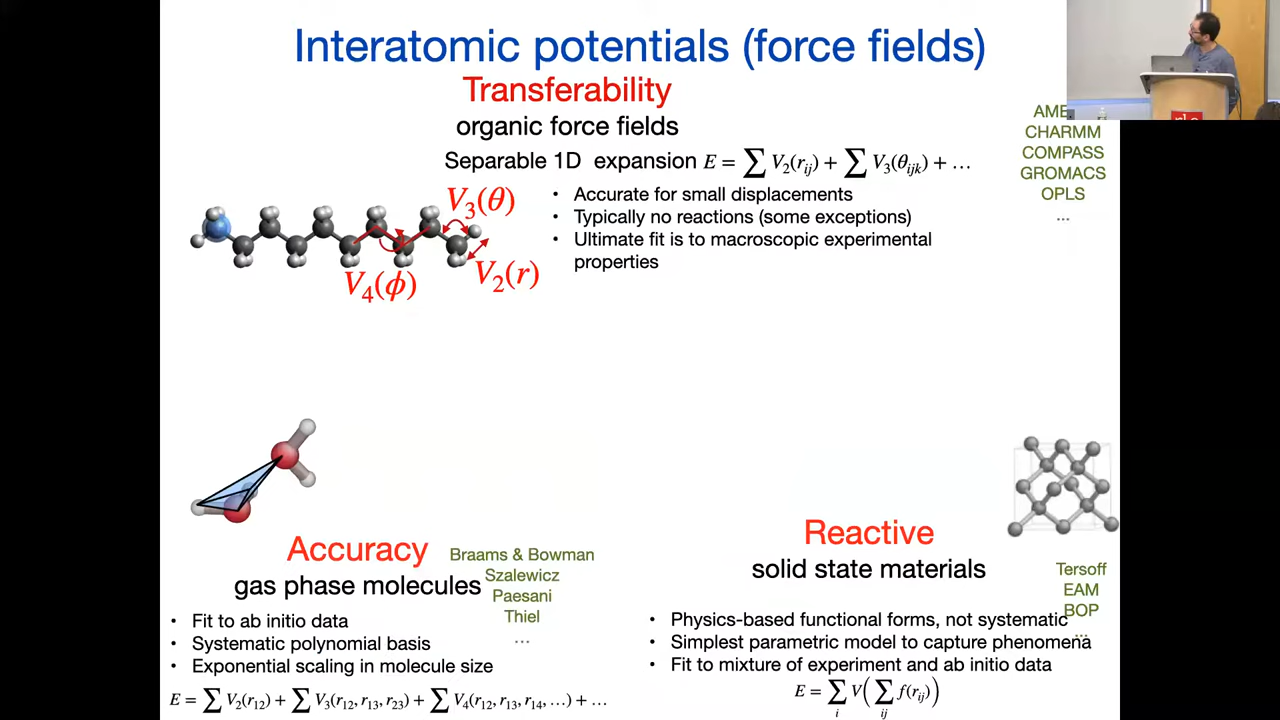 Interatomic potentials (force fields)
Transferability
organic force fields
Separable 1D expansion E = ∑ V₂(rᵢⱼ) + ∑ V₃(θᵢⱼₖ) + …
• Accurate for small displacements
• Typically no reactions (some exceptions)
• Ultimate fit is to macroscopic experimental
properties
V₃(θ)
V₄(ϕ)
V₂(r)
CHARMM
COMPASS
GROMACS
OPLS
...
Accuracy
gas phase molecules
Braams & Bowman
Szalewicz
Paesani
Thiel
...
• Fit to ab initio data
• Systematic polynomial basis
• Exponential scaling in molecule size
E = ∑ V₂(r₁₂) + ∑ V₃(r₁₂, r₁₃, r₂₃) + ∑ V₄(r₁₂, r₁₃, r₁₄, …) + …
Reactive
solid state materials
Tersoff
EAM
BOP
...
• Physics-based functional forms, not systematic
• Simplest parametric model to capture phenomena
• Fit to mixture of experiment and ab initio data
E = ∑ᵢ V(∑ᵢⱼ f(rᵢⱼ))